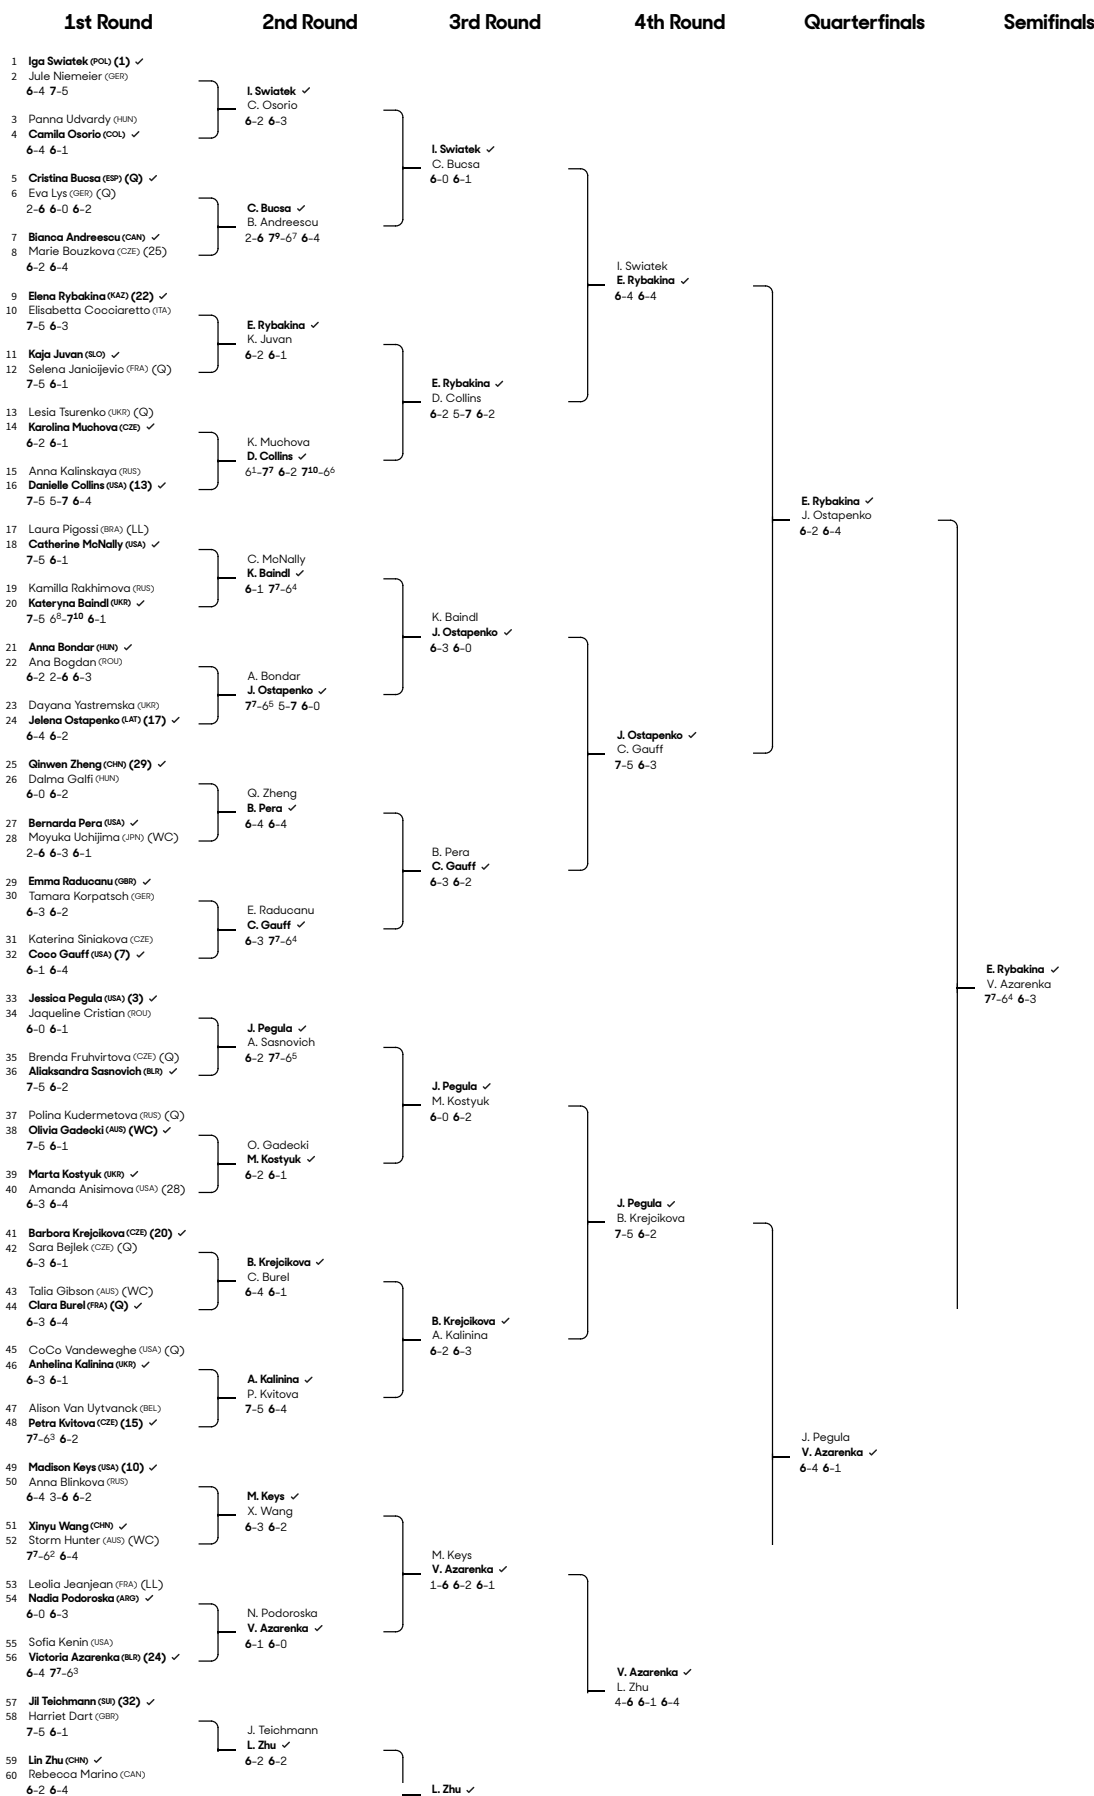 1st Round
2nd Round
3rd Round
4th Round
Quarterfinals
Semifinals
1 Iga Swiatek (POL) (1) ✓
2 Jule Niemeier (GER)
6-4 7-5
3 Panna Udvardy (HUN)
4 Camila Osorio (COL) ✓
6-4 6-1
5 Cristina Bucsa (ESP) (Q) ✓
6 Eva Lys (GER) (Q)
2-6 6-0 6-2
7 Bianca Andreescu (CAN) ✓
8 Marie Bouzkova (CZE) (25)
6-2 6-4
9 Elena Rybakina (KAZ) (22) ✓
10 Elisabetta Cocciaretto (ITA)
7-5 6-3
11 Kaja Juvan (SLO) ✓
12 Selena Janicijevic (FRA) (Q)
7-5 6-1
13 Lesia Tsurenko (UKR) (Q)
14 Karolina Muchova (CZE) ✓
6-2 6-1
15 Anna Kalinskaya (RUS)
16 Danielle Collins (USA) (13) ✓
7-5 5-7 6-4
17 Laura Pigossi (BRA) (LL)
18 Catherine McNally (USA) ✓
7-5 6-1
19 Kamilla Rakhimova (RUS)
20 Kateryna Baindl (UKR) ✓
7-5 6⁸-7¹⁰ 6-1
21 Anna Bondar (HUN) ✓
22 Ana Bogdan (ROU)
6-2 2-6 6-3
23 Dayana Yastremska (UKR)
24 Jelena Ostapenko (LAT) (17) ✓
6-4 6-2
25 Qinwen Zheng (CHN) (29) ✓
26 Dalma Galfi (HUN)
6-0 6-2
27 Bernarda Pera (USA) ✓
28 Moyuka Uchijima (JPN) (WC)
2-6 6-3 6-1
29 Emma Raducanu (GBR) ✓
30 Tamara Korpatsch (GER)
6-3 6-2
31 Katerina Siniakova (CZE)
32 Coco Gauff (USA) (7) ✓
6-1 6-4
33 Jessica Pegula (USA) (3) ✓
34 Jaqueline Cristian (ROU)
6-0 6-1
35 Brenda Fruhvirtova (CZE) (Q)
36 Aliaksandra Sasnovich (BLR) ✓
7-5 6-2
37 Polina Kudermetova (RUS) (Q)
38 Olivia Gadecki (AUS) (WC) ✓
7-5 6-1
39 Marta Kostyuk (UKR) ✓
40 Amanda Anisimova (USA) (28)
6-3 6-4
41 Barbora Krejcikova (CZE) (20) ✓
42 Sara Bejlek (CZE) (Q)
6-3 6-1
43 Talia Gibson (AUS) (WC)
44 Clara Burel (FRA) (Q) ✓
6-3 6-4
45 CoCo Vandeweghe (USA) (Q)
46 Anhelina Kalinina (UKR) ✓
6-3 6-1
47 Alison Van Uytvanck (BEL)
48 Petra Kvitova (CZE) (15) ✓
7⁷-6³ 6-2
49 Madison Keys (USA) (10) ✓
50 Anna Blinkova (RUS)
6-4 3-6 6-2
51 Xinyu Wang (CHN) ✓
52 Storm Hunter (AUS) (WC)
7⁷-6² 6-4
53 Leolia Jeanjean (FRA) (LL)
54 Nadia Podoroska (ARG) ✓
6-0 6-3
55 Sofia Kenin (USA)
56 Victoria Azarenka (BLR) (24) ✓
6-4 7⁷-6³
57 Jil Teichmann (SUI) (32) ✓
58 Harriet Dart (GBR)
7-5 6-1
59 Lin Zhu (CHN) ✓
60 Rebecca Marino (CAN)
6-2 6-4
I. Swiatek ✓
C. Osorio
6-2 6-3
C. Bucsa ✓
B. Andreescu
2-6 7⁹-6⁷ 6-4
E. Rybakina ✓
K. Juvan
6-2 6-1
K. Muchova
D. Collins ✓
6¹-7⁷ 6-2 7¹⁰-6⁶
C. McNally
K. Baindl ✓
6-1 7⁷-6⁴
A. Bondar
J. Ostapenko ✓
7⁷-6⁵ 5-7 6-0
Q. Zheng
B. Pera ✓
6-4 6-4
E. Raducanu
C. Gauff ✓
6-3 7⁷-6⁴
J. Pegula ✓
A. Sasnovich
6-2 7⁷-6⁵
O. Gadecki
M. Kostyuk ✓
6-2 6-1
B. Krejcikova ✓
C. Burel
6-4 6-1
A. Kalinina ✓
P. Kvitova
7-5 6-4
M. Keys ✓
X. Wang
6-3 6-2
N. Podoroska
V. Azarenka ✓
6-1 6-0
J. Teichmann
L. Zhu ✓
6-2 6-2
I. Swiatek ✓
C. Bucsa
6-0 6-1
E. Rybakina ✓
D. Collins
6-2 5-7 6-2
K. Baindl
J. Ostapenko ✓
6-3 6-0
B. Pera
C. Gauff ✓
6-3 6-2
J. Pegula ✓
M. Kostyuk
6-0 6-2
B. Krejcikova ✓
A. Kalinina
6-2 6-3
M. Keys
V. Azarenka ✓
1-6 6-2 6-1
L. Zhu ✓
I. Swiatek
E. Rybakina ✓
6-4 6-4
J. Ostapenko ✓
C. Gauff
7-5 6-3
J. Pegula ✓
B. Krejcikova
7-5 6-2
V. Azarenka ✓
L. Zhu
4-6 6-1 6-4
E. Rybakina ✓
J. Ostapenko
6-2 6-4
J. Pegula
V. Azarenka ✓
6-4 6-1
E. Rybakina ✓
V. Azarenka
7⁷-6⁴ 6-3